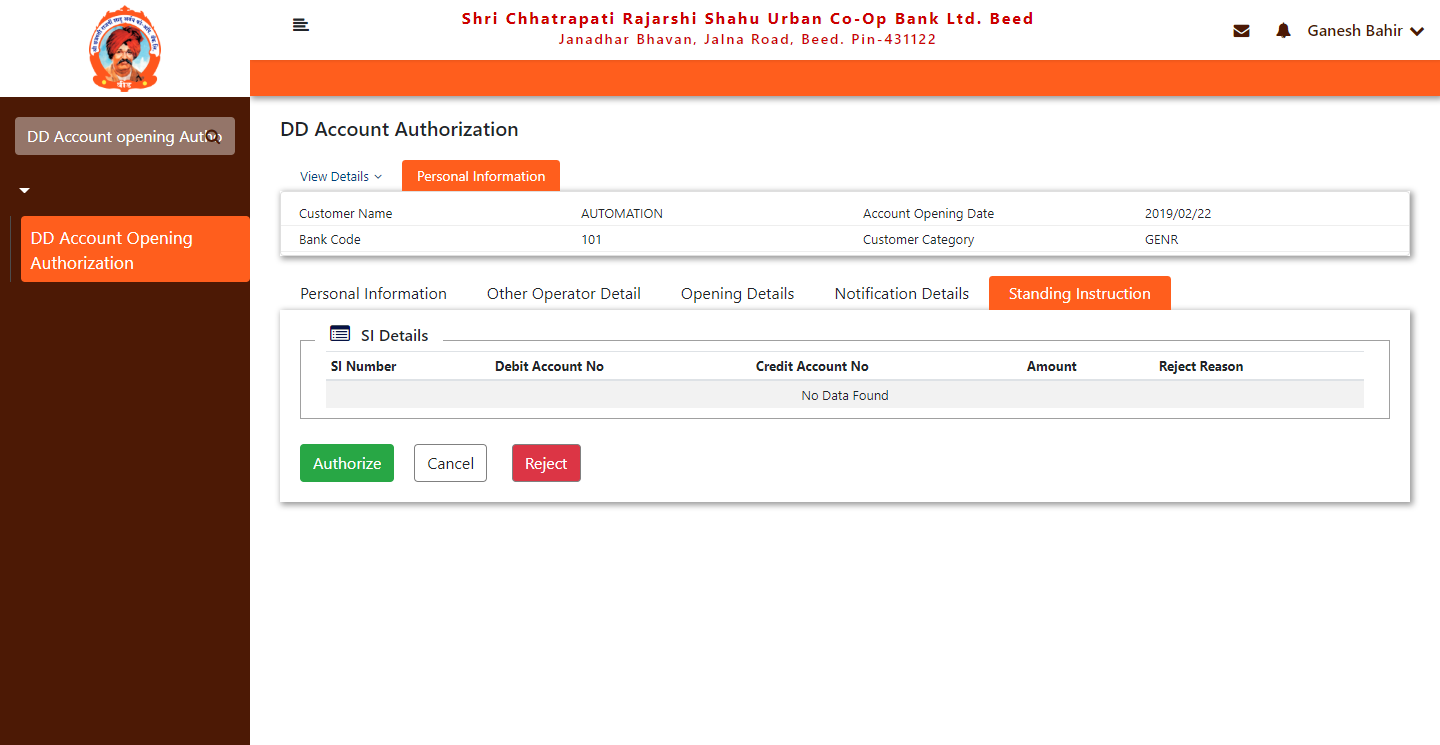 Shri Chhatrapati Rajarshi Shahu Urban Co-Op Bank Ltd. Beed
Janadhar Bhavan, Jalna Road, Beed. Pin-431122
Ganesh Bahir
बीड
DD Account opening Autho
DD Account Opening
Authorization
DD Account Authorization
View Details
Personal Information
Customer Name AUTOMATION Account Opening Date 2019/02/22
Bank Code 101 Customer Category GENR
Personal Information Other Operator Detail Opening Details Notification Details Standing Instruction
SI Details
SI Number Debit Account No Credit Account No Amount Reject Reason
No Data Found
Authorize Cancel Reject